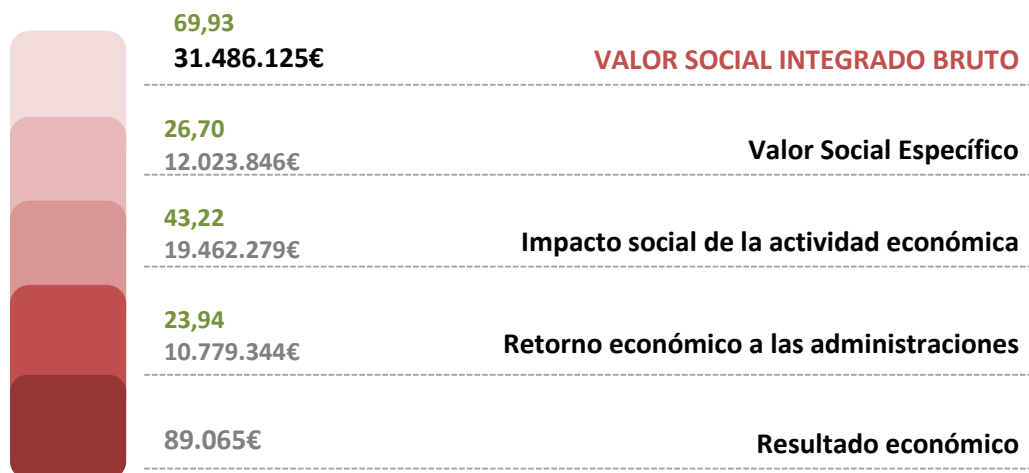 69,93
31.486.125€ VALOR SOCIAL INTEGRADO BRUTO
26,70
12.023.846€ Valor Social Específico
43,22
19.462.279€ Impacto social de la actividad económica
23,94
10.779.344€ Retorno económico a las administraciones
89.065€ Resultado económico